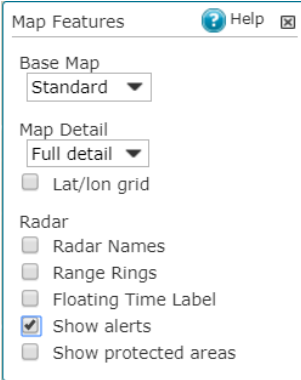 Map Features
Help
Base Map
Standard
Map Detail
Full detail
Lat/lon grid
Radar
Radar Names
Range Rings
Floating Time Label
Show alerts
Show protected areas